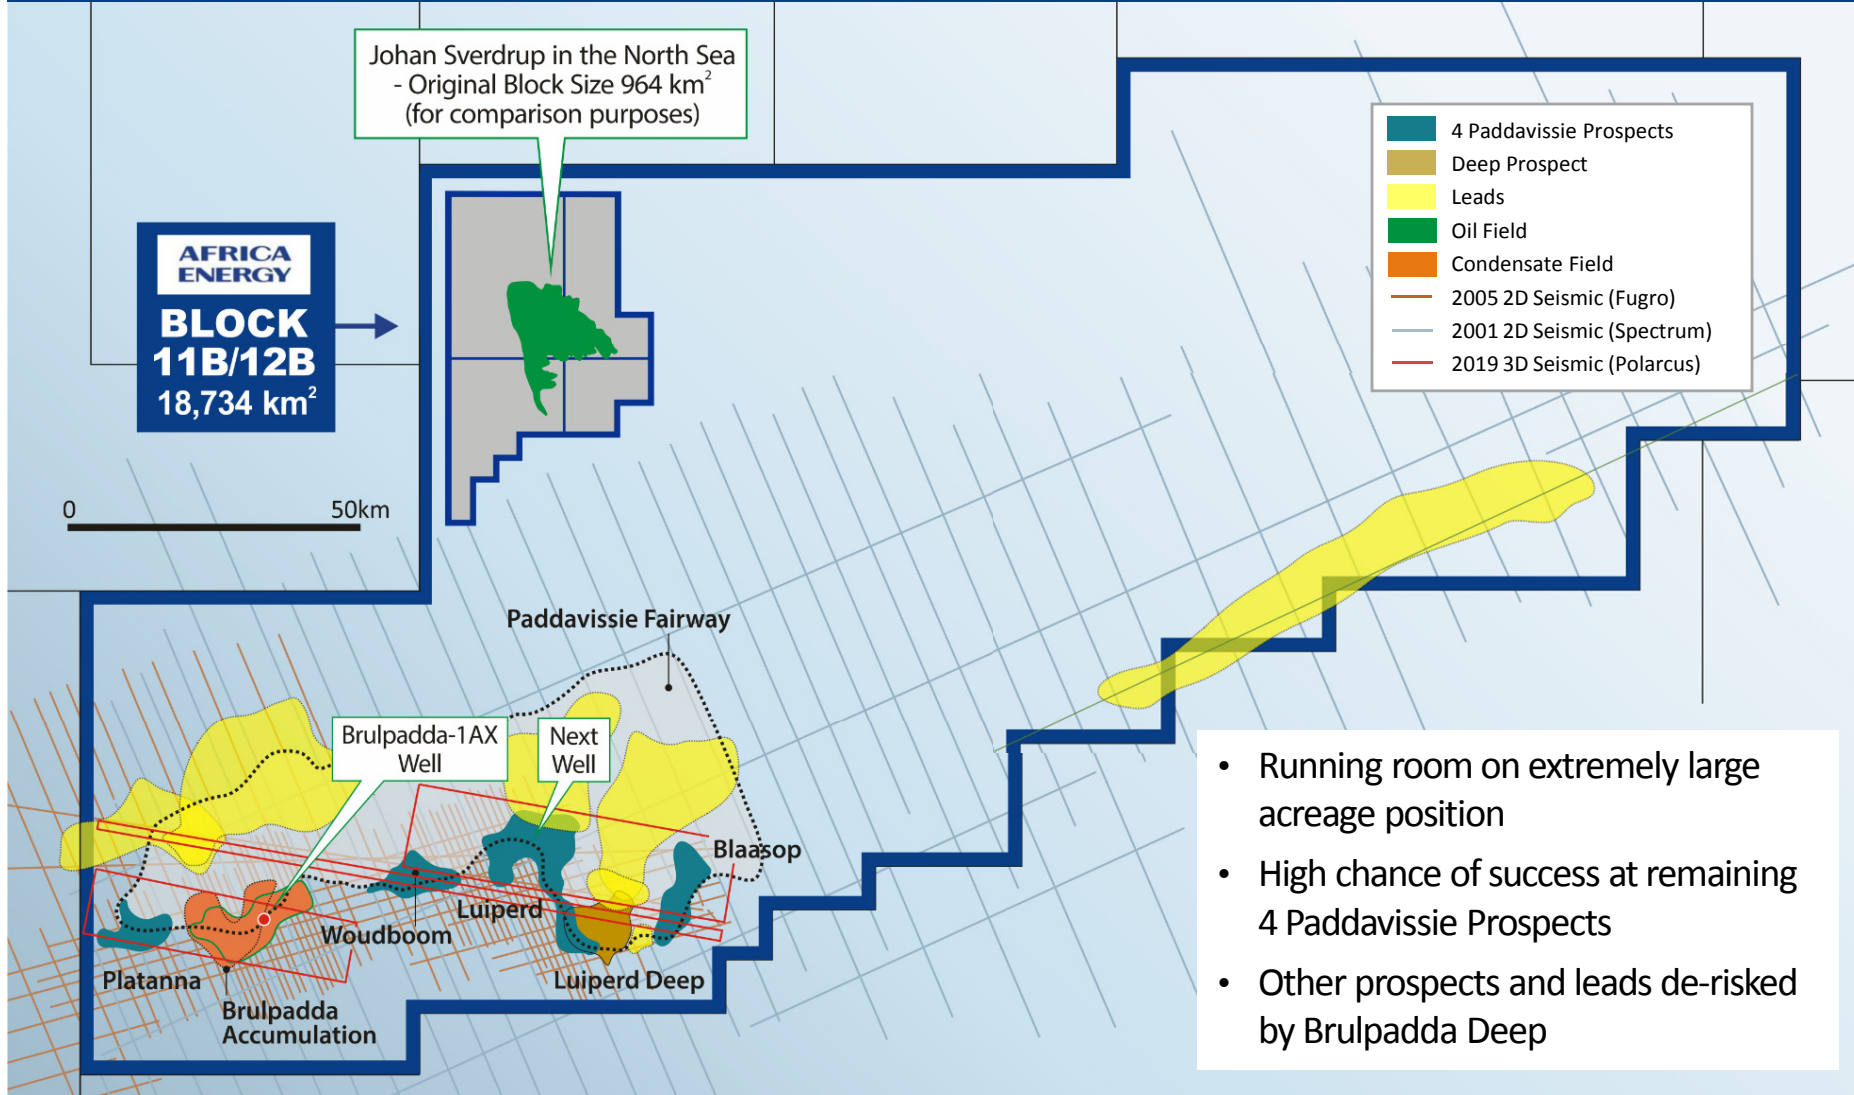 Johan Sverdrup in the North Sea
- Original Block Size 964 km²
(for comparison purposes)
4 Paddavissie Prospects
Deep Prospect
Leads
Oil Field
Condensate Field
2005 2D Seismic (Fugro)
2001 2D Seismic (Spectrum)
2019 3D Seismic (Polarcus)
AFRICA
ENERGY
BLOCK
11B/12B
18,734 km²
0
50km
Paddavissie Fairway
Brulpadda-1AX
Well
Next
Well
Blaasop
Luiperd
Woudboom
Platanna
Luiperd Deep
Brulpadda
Accumulation
• Running room on extremely large
acreage position
• High chance of success at remaining
4 Paddavissie Prospects
• Other prospects and leads de-risked
by Brulpadda Deep